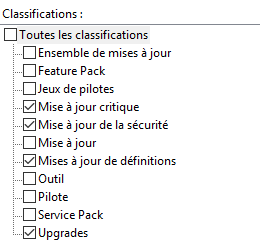 Classifications :
Toutes les classifications
Ensemble de mises à jour
Feature Pack
Jeux de pilotes
Mise à jour critique
Mise à jour de la sécurité
Mise à jour
Mises à jour de définitions
Outil
Pilote
Service Pack
Upgrades